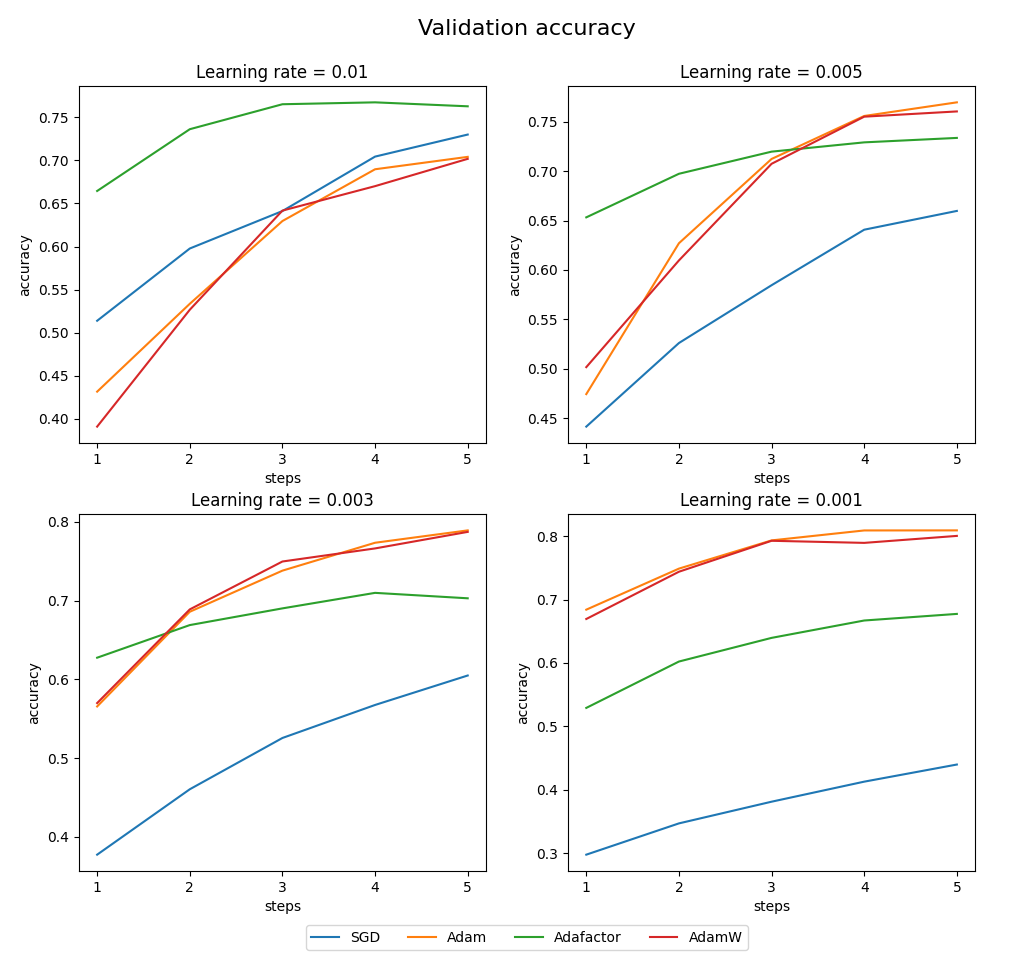 Validation accuracy
Learning rate = 0.01
0.75
0.70
0.65
0.60
0.55
0.50
0.45
0.40
accuracy
1 2 3 4 5
steps
Learning rate = 0.005
0.75
0.70
0.65
0.60
0.55
0.50
0.45
accuracy
1 2 3 4 5
steps
Learning rate = 0.003
0.8
0.7
0.6
0.5
0.4
accuracy
1 2 3 4 5
steps
Learning rate = 0.001
0.8
0.7
0.6
0.5
0.4
0.3
accuracy
1 2 3 4 5
steps
SGD Adam Adafactor AdamW